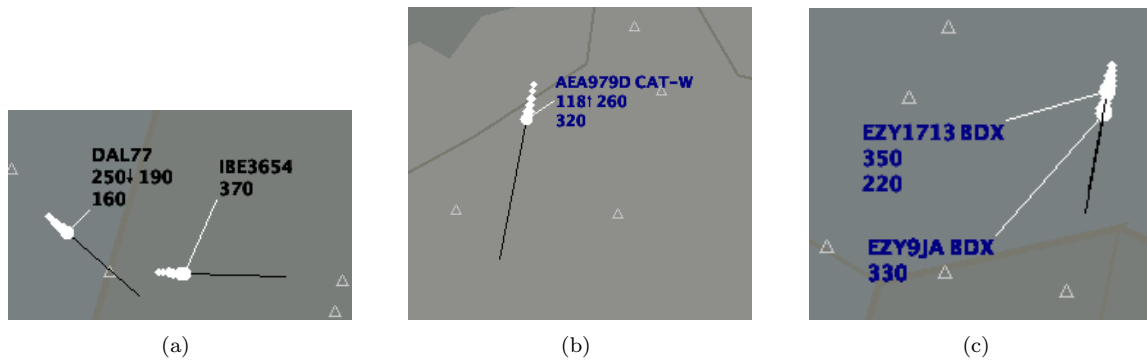 DAL77
250↓ 190
160
IBE3654
370
AEA979D CAT-W
118↑ 260
320
EZY1713 BDX
350
220
EZY9JA BDX
330
(a)
(b)
(c)